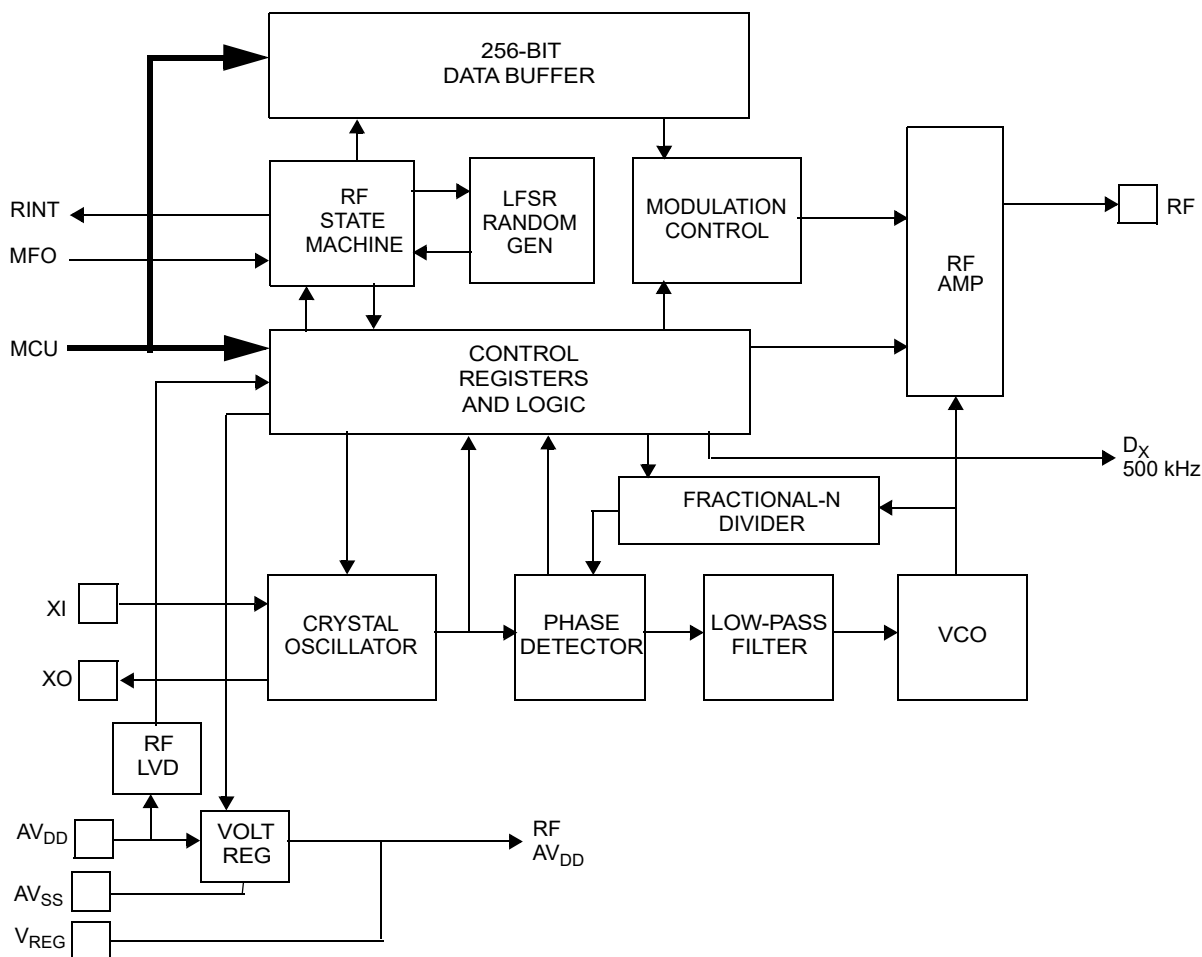 256-BIT
DATA BUFFER
RINT
MFO
MCU
RF
STATE
MACHINE
LFSR
RANDOM
GEN
MODULATION
CONTROL
RF
AMP
RF
CONTROL
REGISTERS
AND LOGIC
DX
500 kHz
FRACTIONAL-N
DIVIDER
XI
XO
CRYSTAL
OSCILLATOR
PHASE
DETECTOR
LOW-PASS
FILTER
VCO
RF
LVD
AVDD
AVSS
VREG
VOLT
REG
RF
AVDD